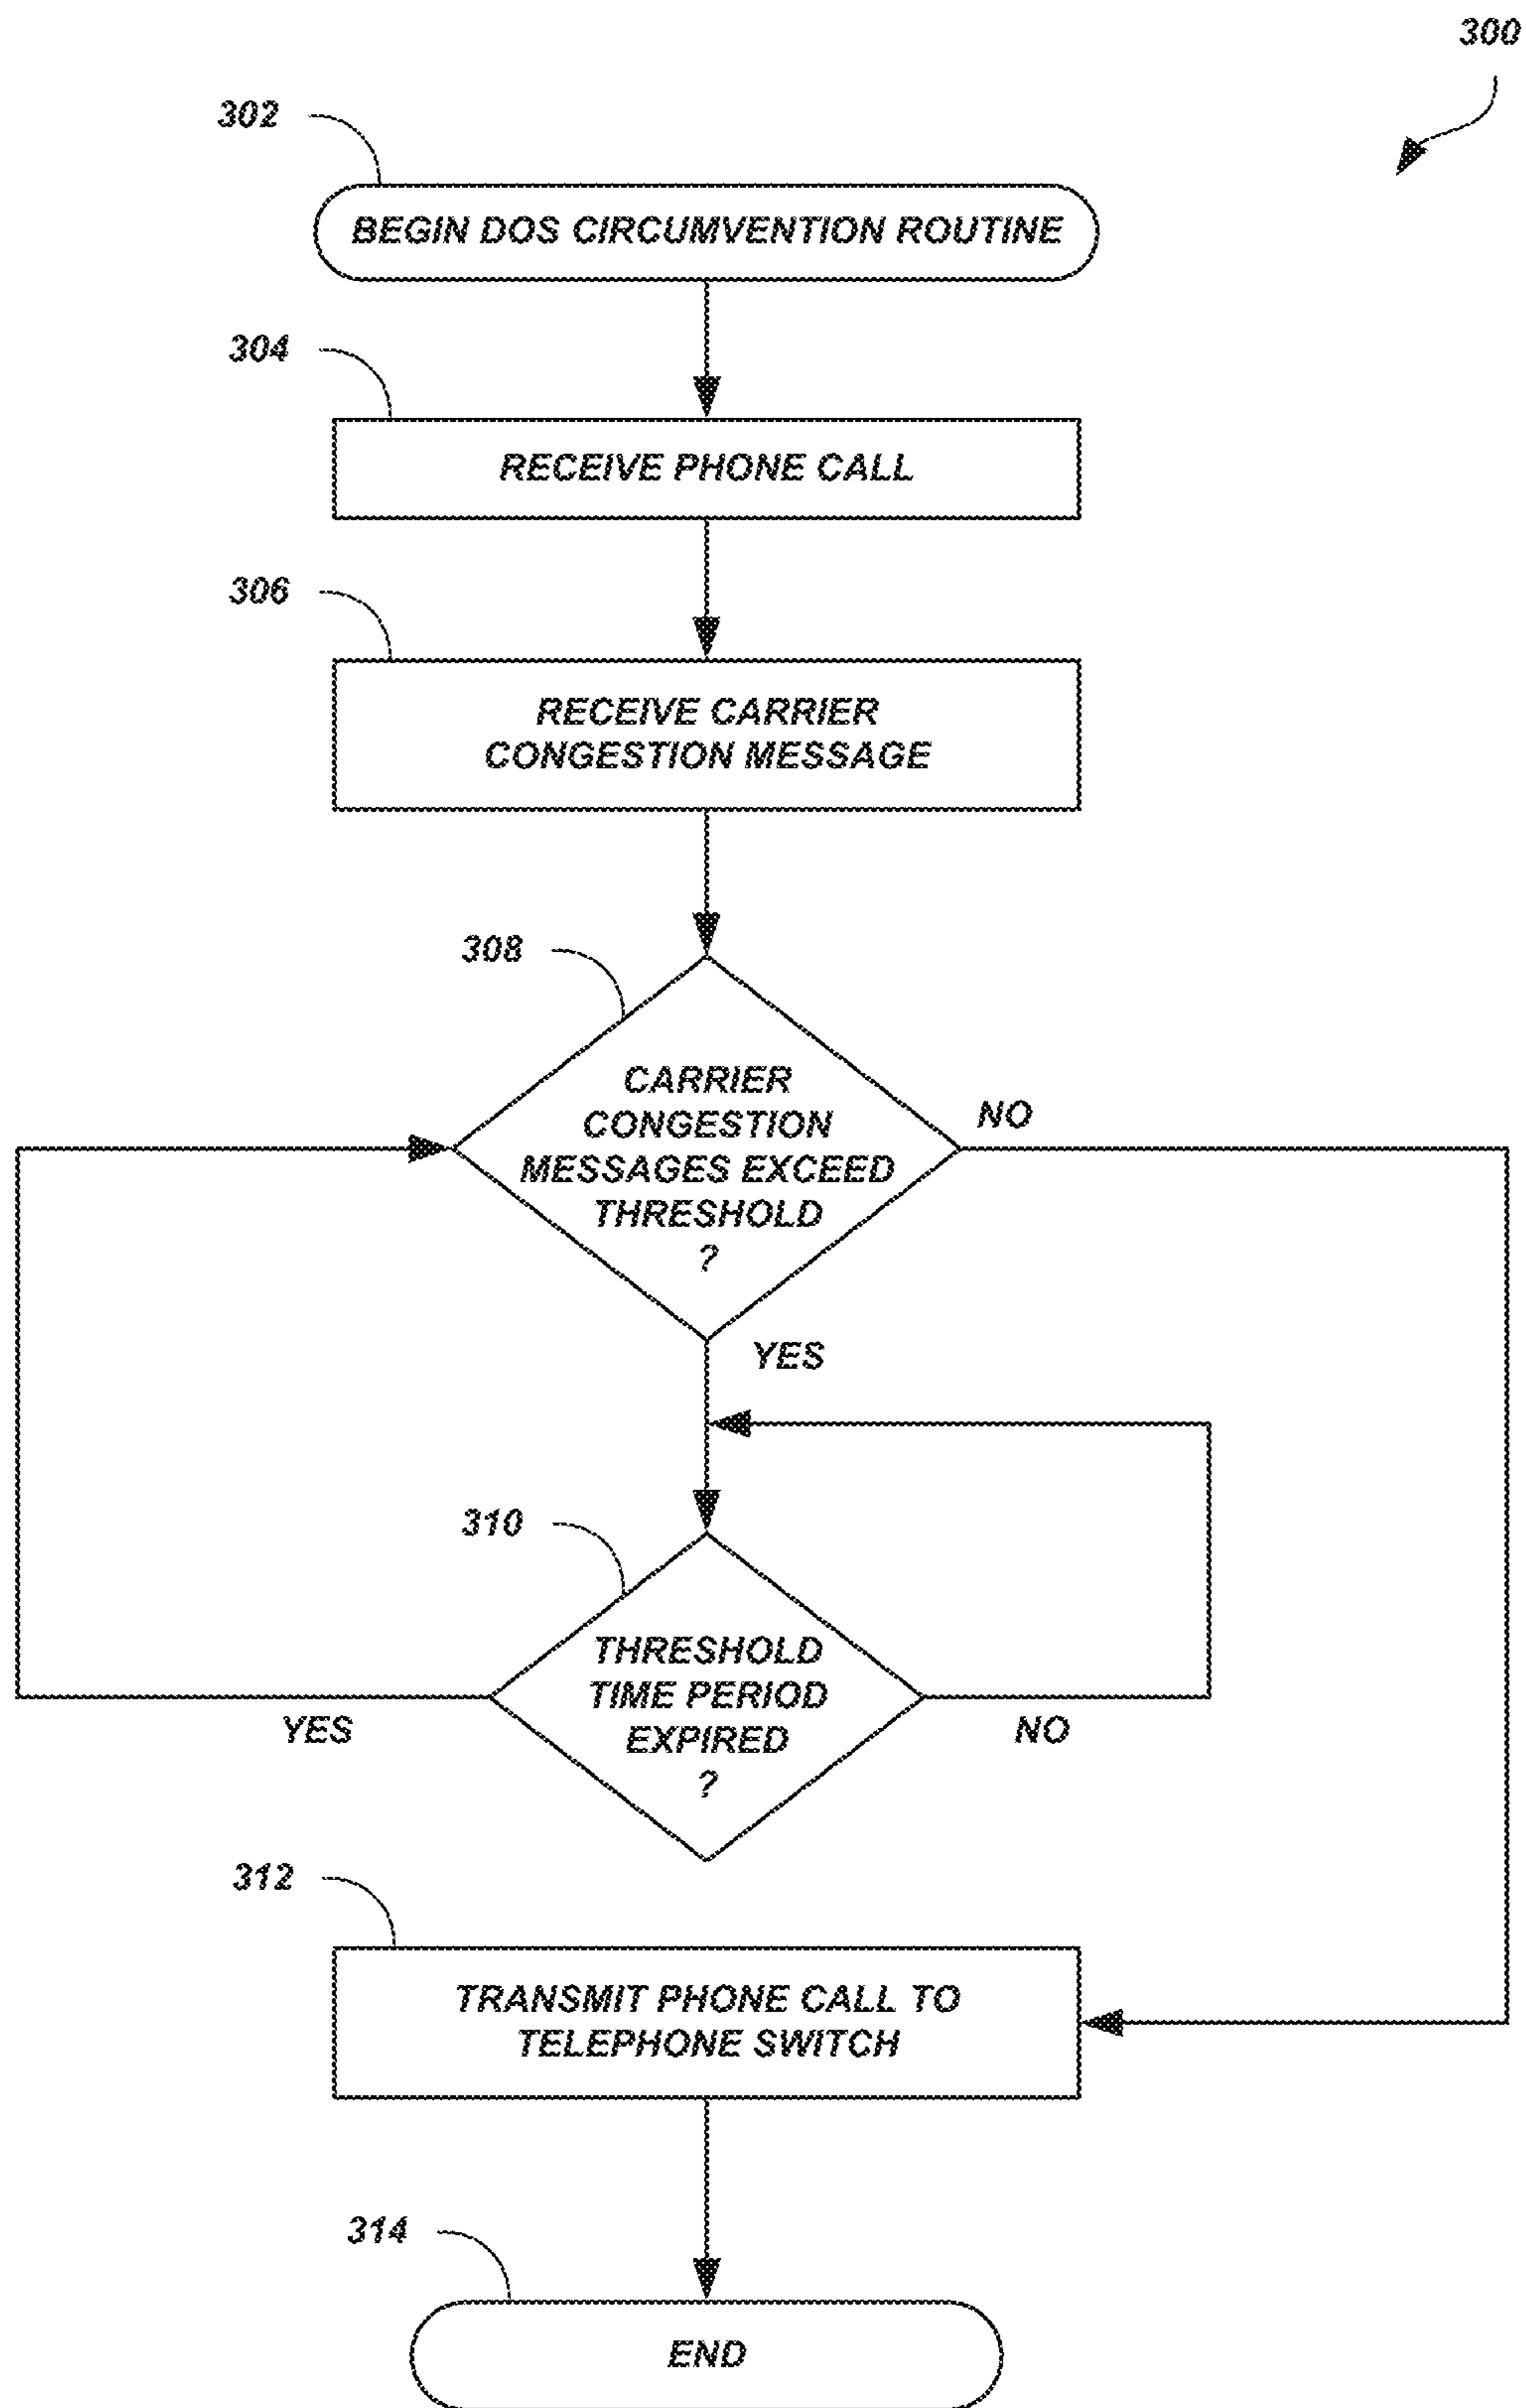 300
302
BEGIN DOS CIRCUMVENTION ROUTINE
304
RECEIVE PHONE CALL
306
RECEIVE CARRIER
CONGESTION MESSAGE
308
CARRIER
CONGESTION
MESSAGES EXCEED
THRESHOLD
?
NO
YES
310
THRESHOLD
TIME PERIOD
EXPIRED
?
YES
NO
312
TRANSMIT PHONE CALL TO
TELEPHONE SWITCH
314
END